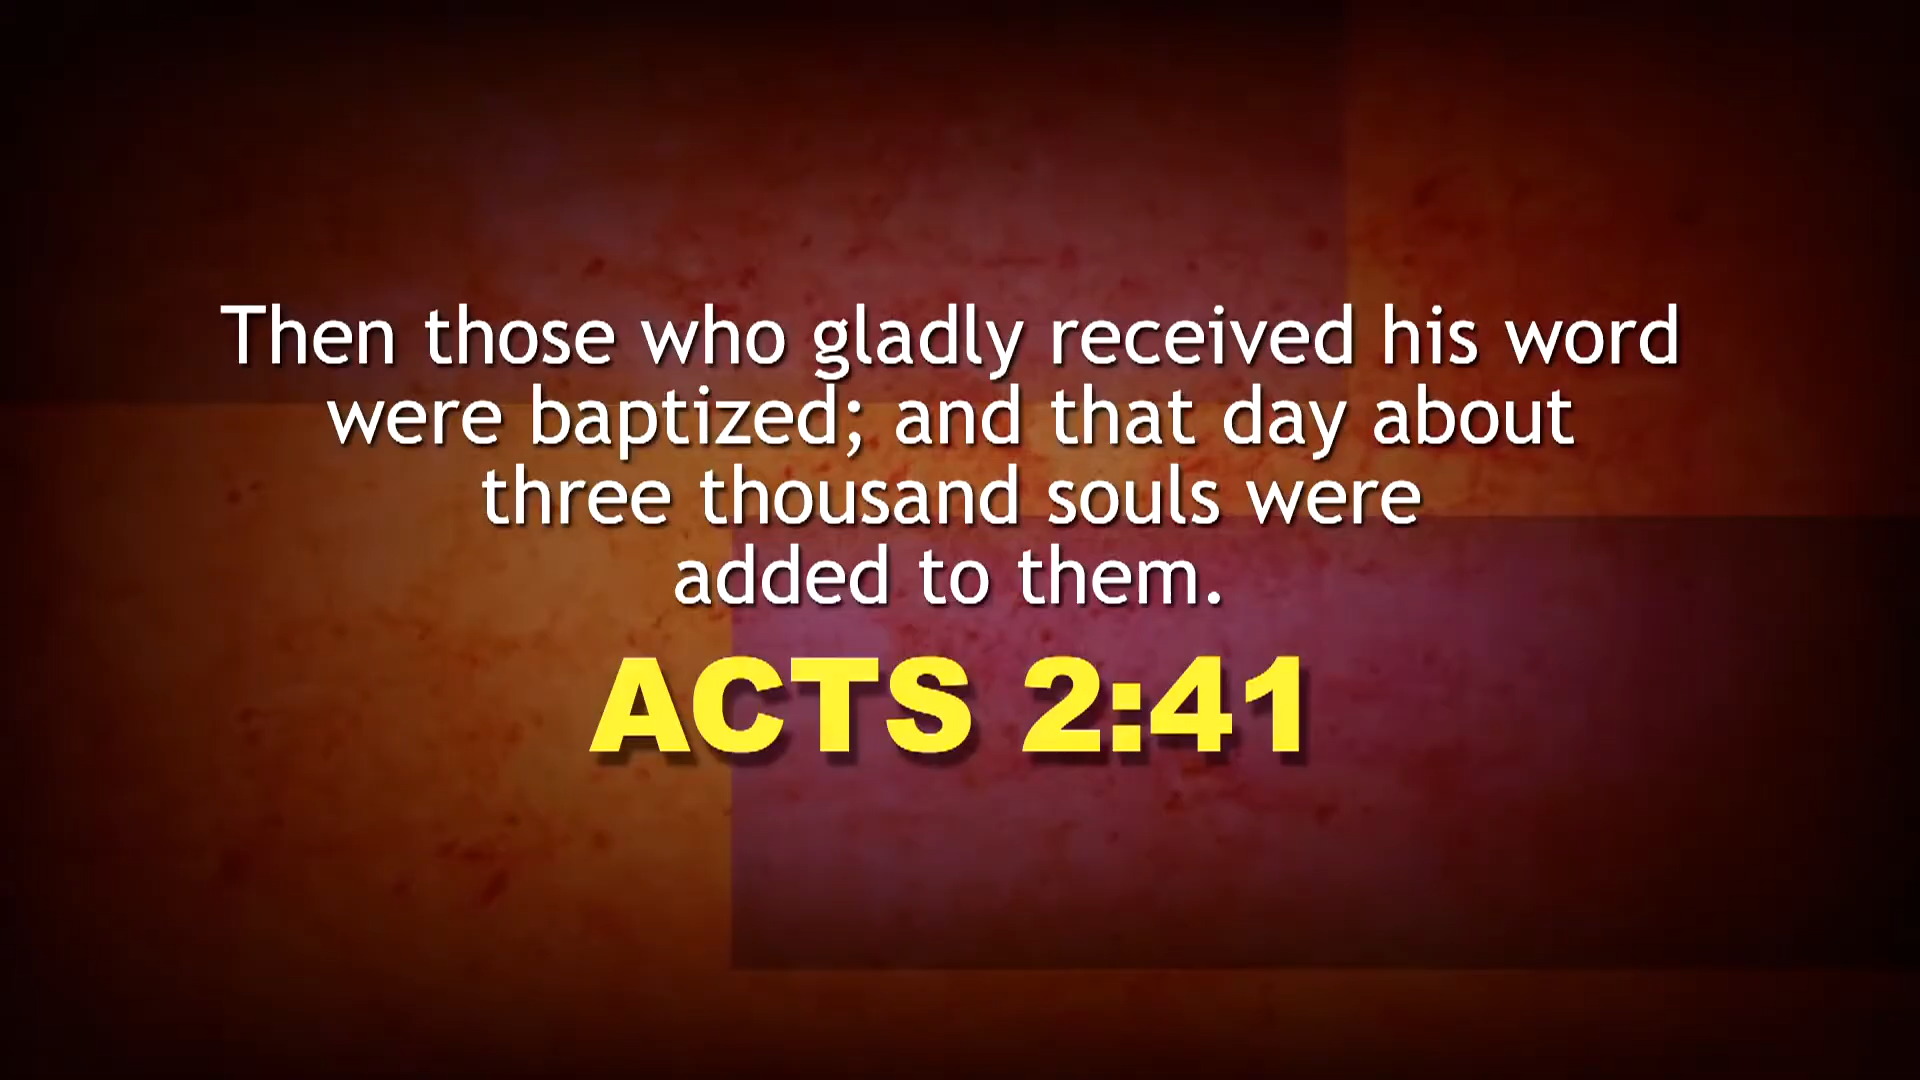 Then those who gladly received his word
were baptized; and that day about
three thousand souls were
added to them.
ACTS 2:41